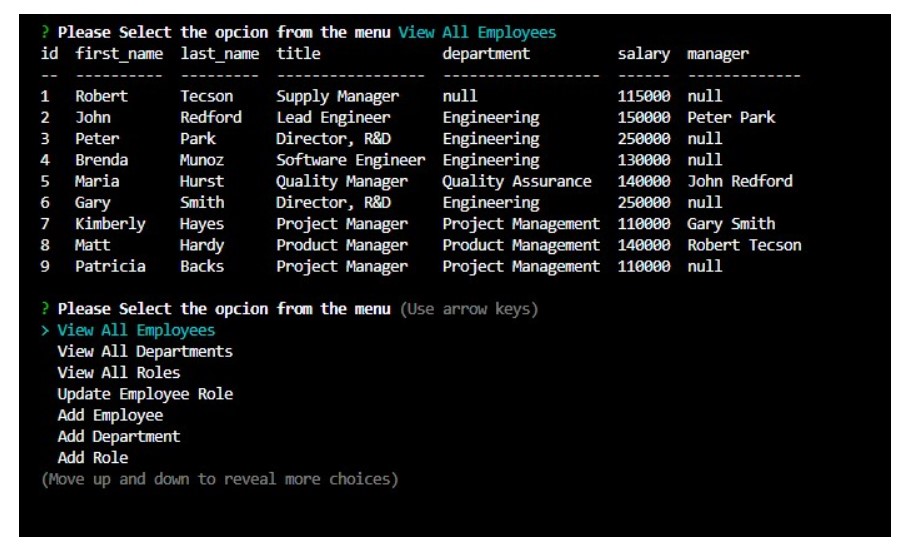 ? Please Select the opcion from the menu View All Employees
id  first_name  last_name  title              department          salary  manager
--  ----------  ---------  -----------------  ------------------  ------  -------------
1   Robert      Tecson     Supply Manager     null                115000  null
2   John        Redford    Lead Engineer      Engineering         150000  Peter Park
3   Peter       Park       Director, R&D      Engineering         250000  null
4   Brenda      Munoz      Software Engineer  Engineering         130000  null
5   Maria       Hurst      Quality Manager    Quality Assurance   140000  John Redford
6   Gary        Smith      Director, R&D      Engineering         250000  null
7   Kimberly    Hayes      Project Manager    Project Management  110000  Gary Smith
8   Matt        Hardy      Product Manager    Product Management  140000  Robert Tecson
9   Patricia    Backs      Project Manager    Project Management  110000  null
? Please Select the opcion from the menu (Use arrow keys)
> View All Employees
View All Departments
View All Roles
Update Employee Role
Add Employee
Add Department
Add Role
(Move up and down to reveal more choices)